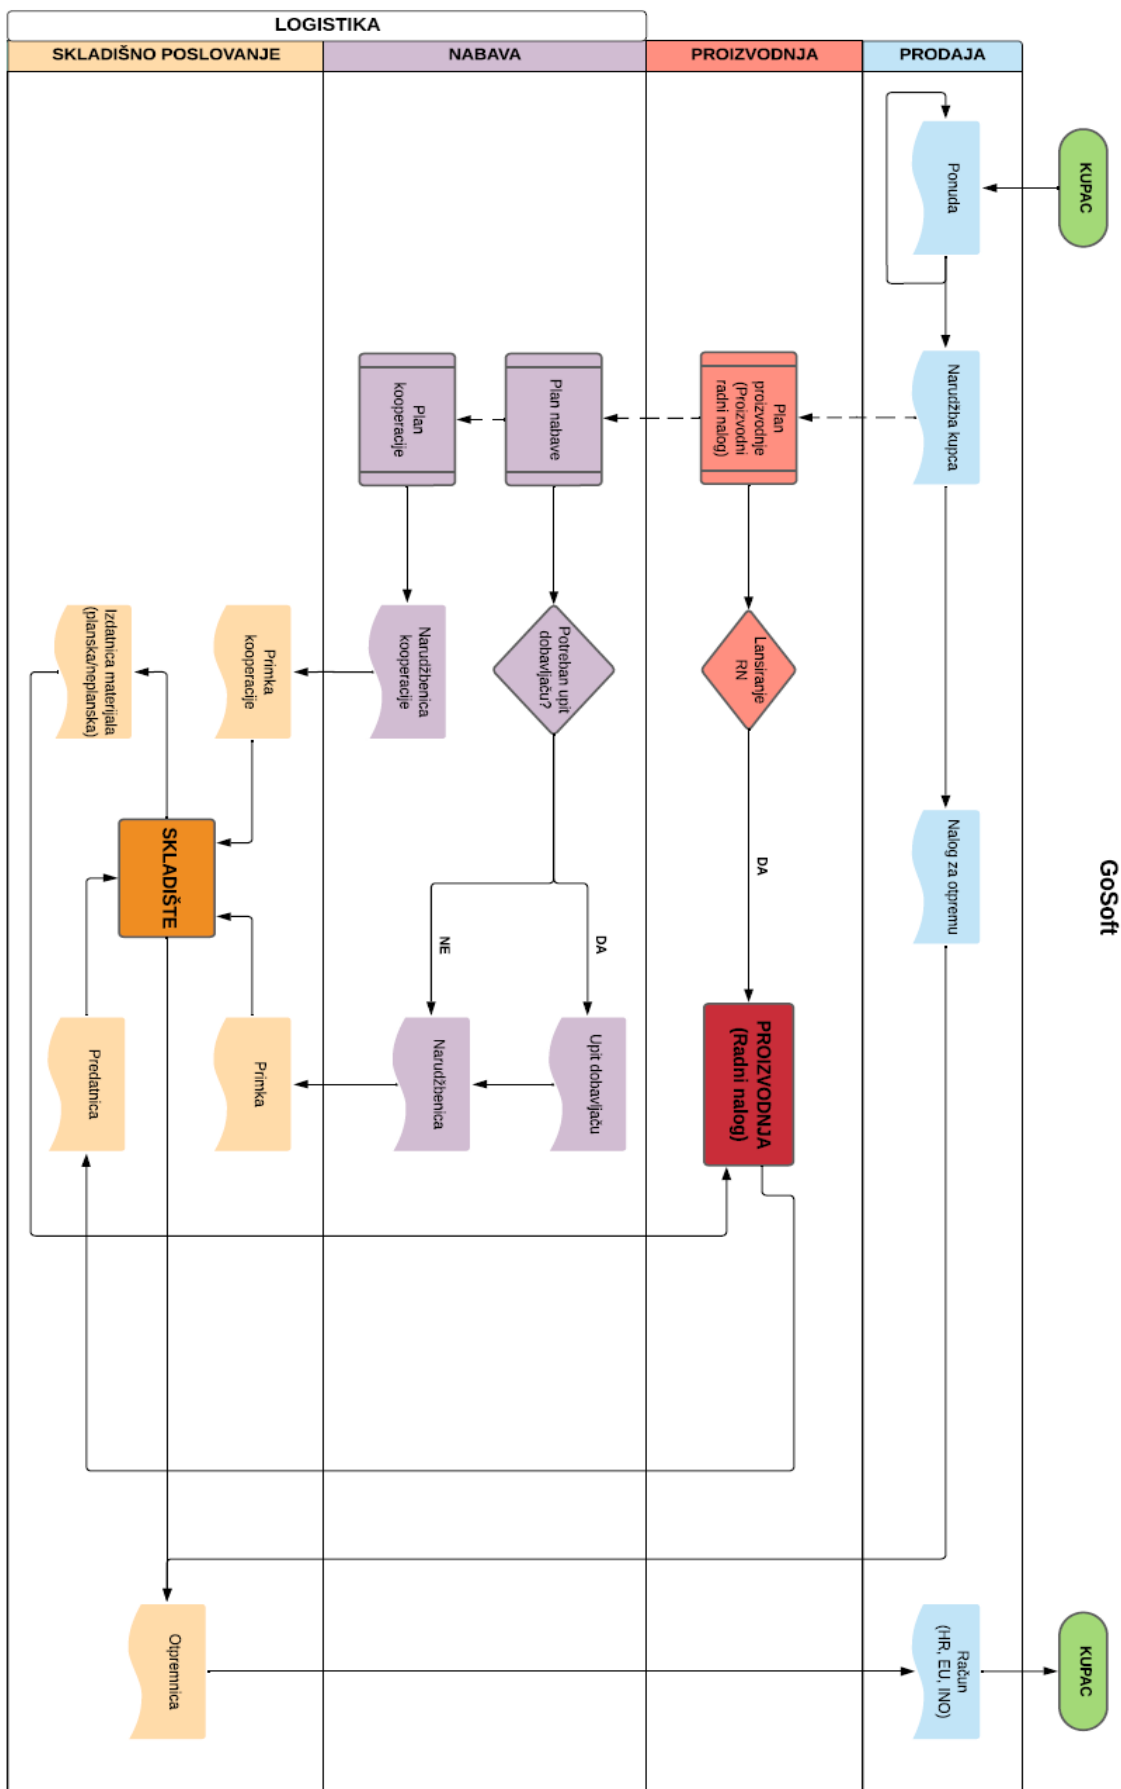 GoSoft
LOGISTIKA
SKLADIŠNO POSLOVANJE
NABAVA
PROIZVODNJA
PRODAJA
KUPAC
Ponuda
Narudžba kupca
Nalog za otpremu
Račun
(HR, EU, INO)
KUPAC
Plan
proizvodnje
(Proizvodni
radni nalog)
Lansiranje
RN
DA
PROIZVODNJA
(Radni nalog)
Plan nabave
Potreban upit
dobavljaču?
DA
Upit dobavljaču
NE
Narudžbenica
Plan
kooperacije
Narudžbenica
kooperacije
Primka
kooperacije
Primka
SKLADIŠTE
Izdatnica materijala
(planska/neplanska)
Predatnica
Otpremnica